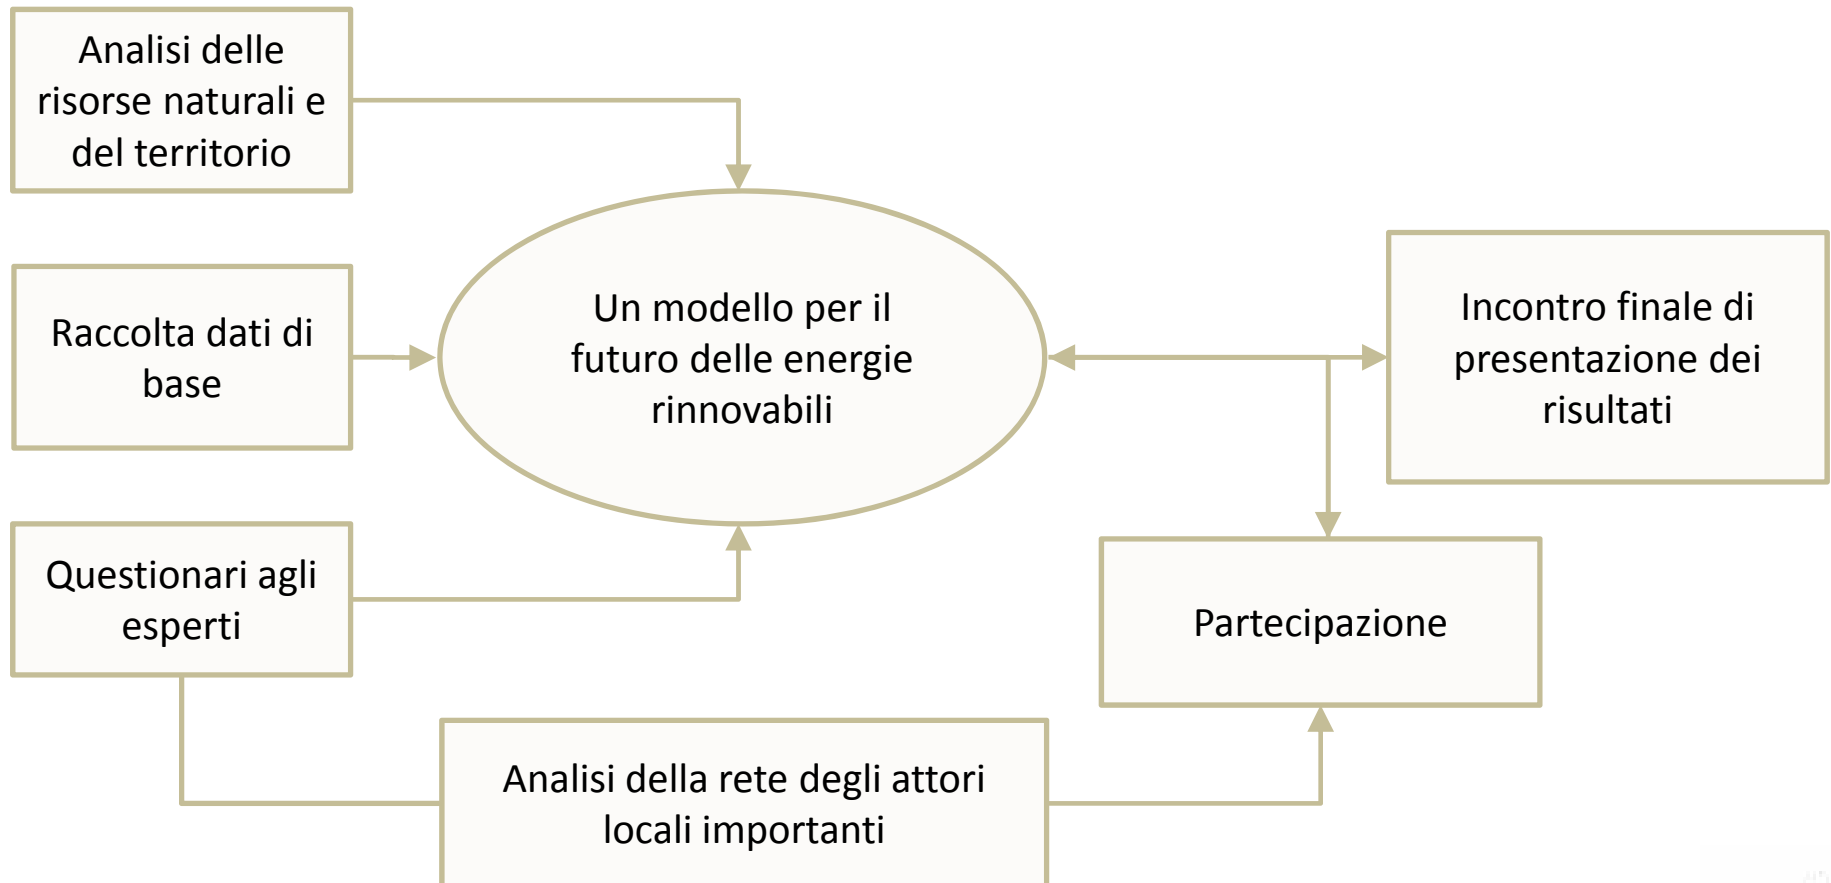 Analisi delle
risorse naturali e
del territorio
Raccolta dati di
base
Un modello per il
futuro delle energie
rinnovabili
Incontro finale di
presentazione dei
risultati
Questionari agli
esperti
Partecipazione
Analisi della rete degli attori
locali importanti